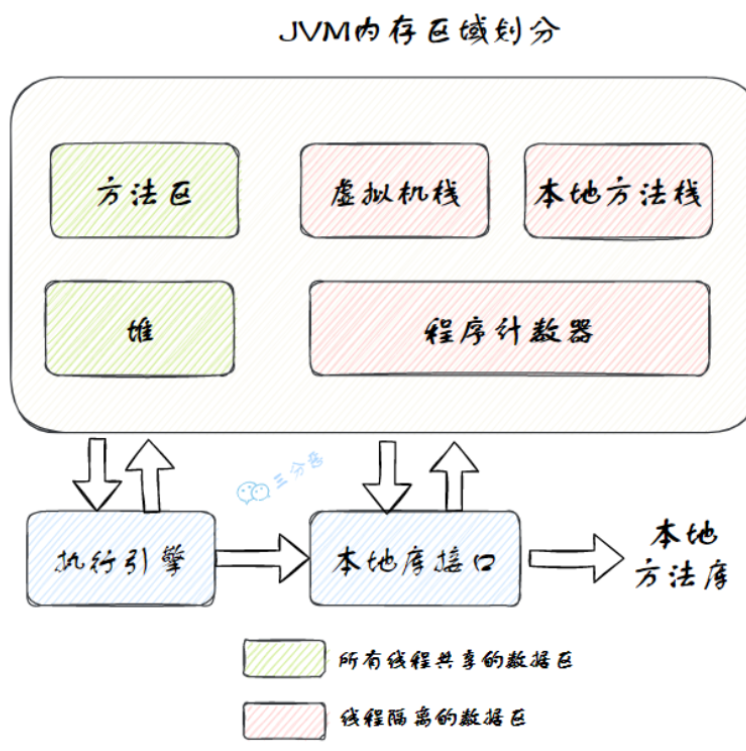 JVM内存区域划分
方法区
虚拟机栈
本地方法栈
堆
程序计数器
三分恶
执行引擎
本地库接口
本地
方法库
所有线程共享的数据区
线程隔离的数据区